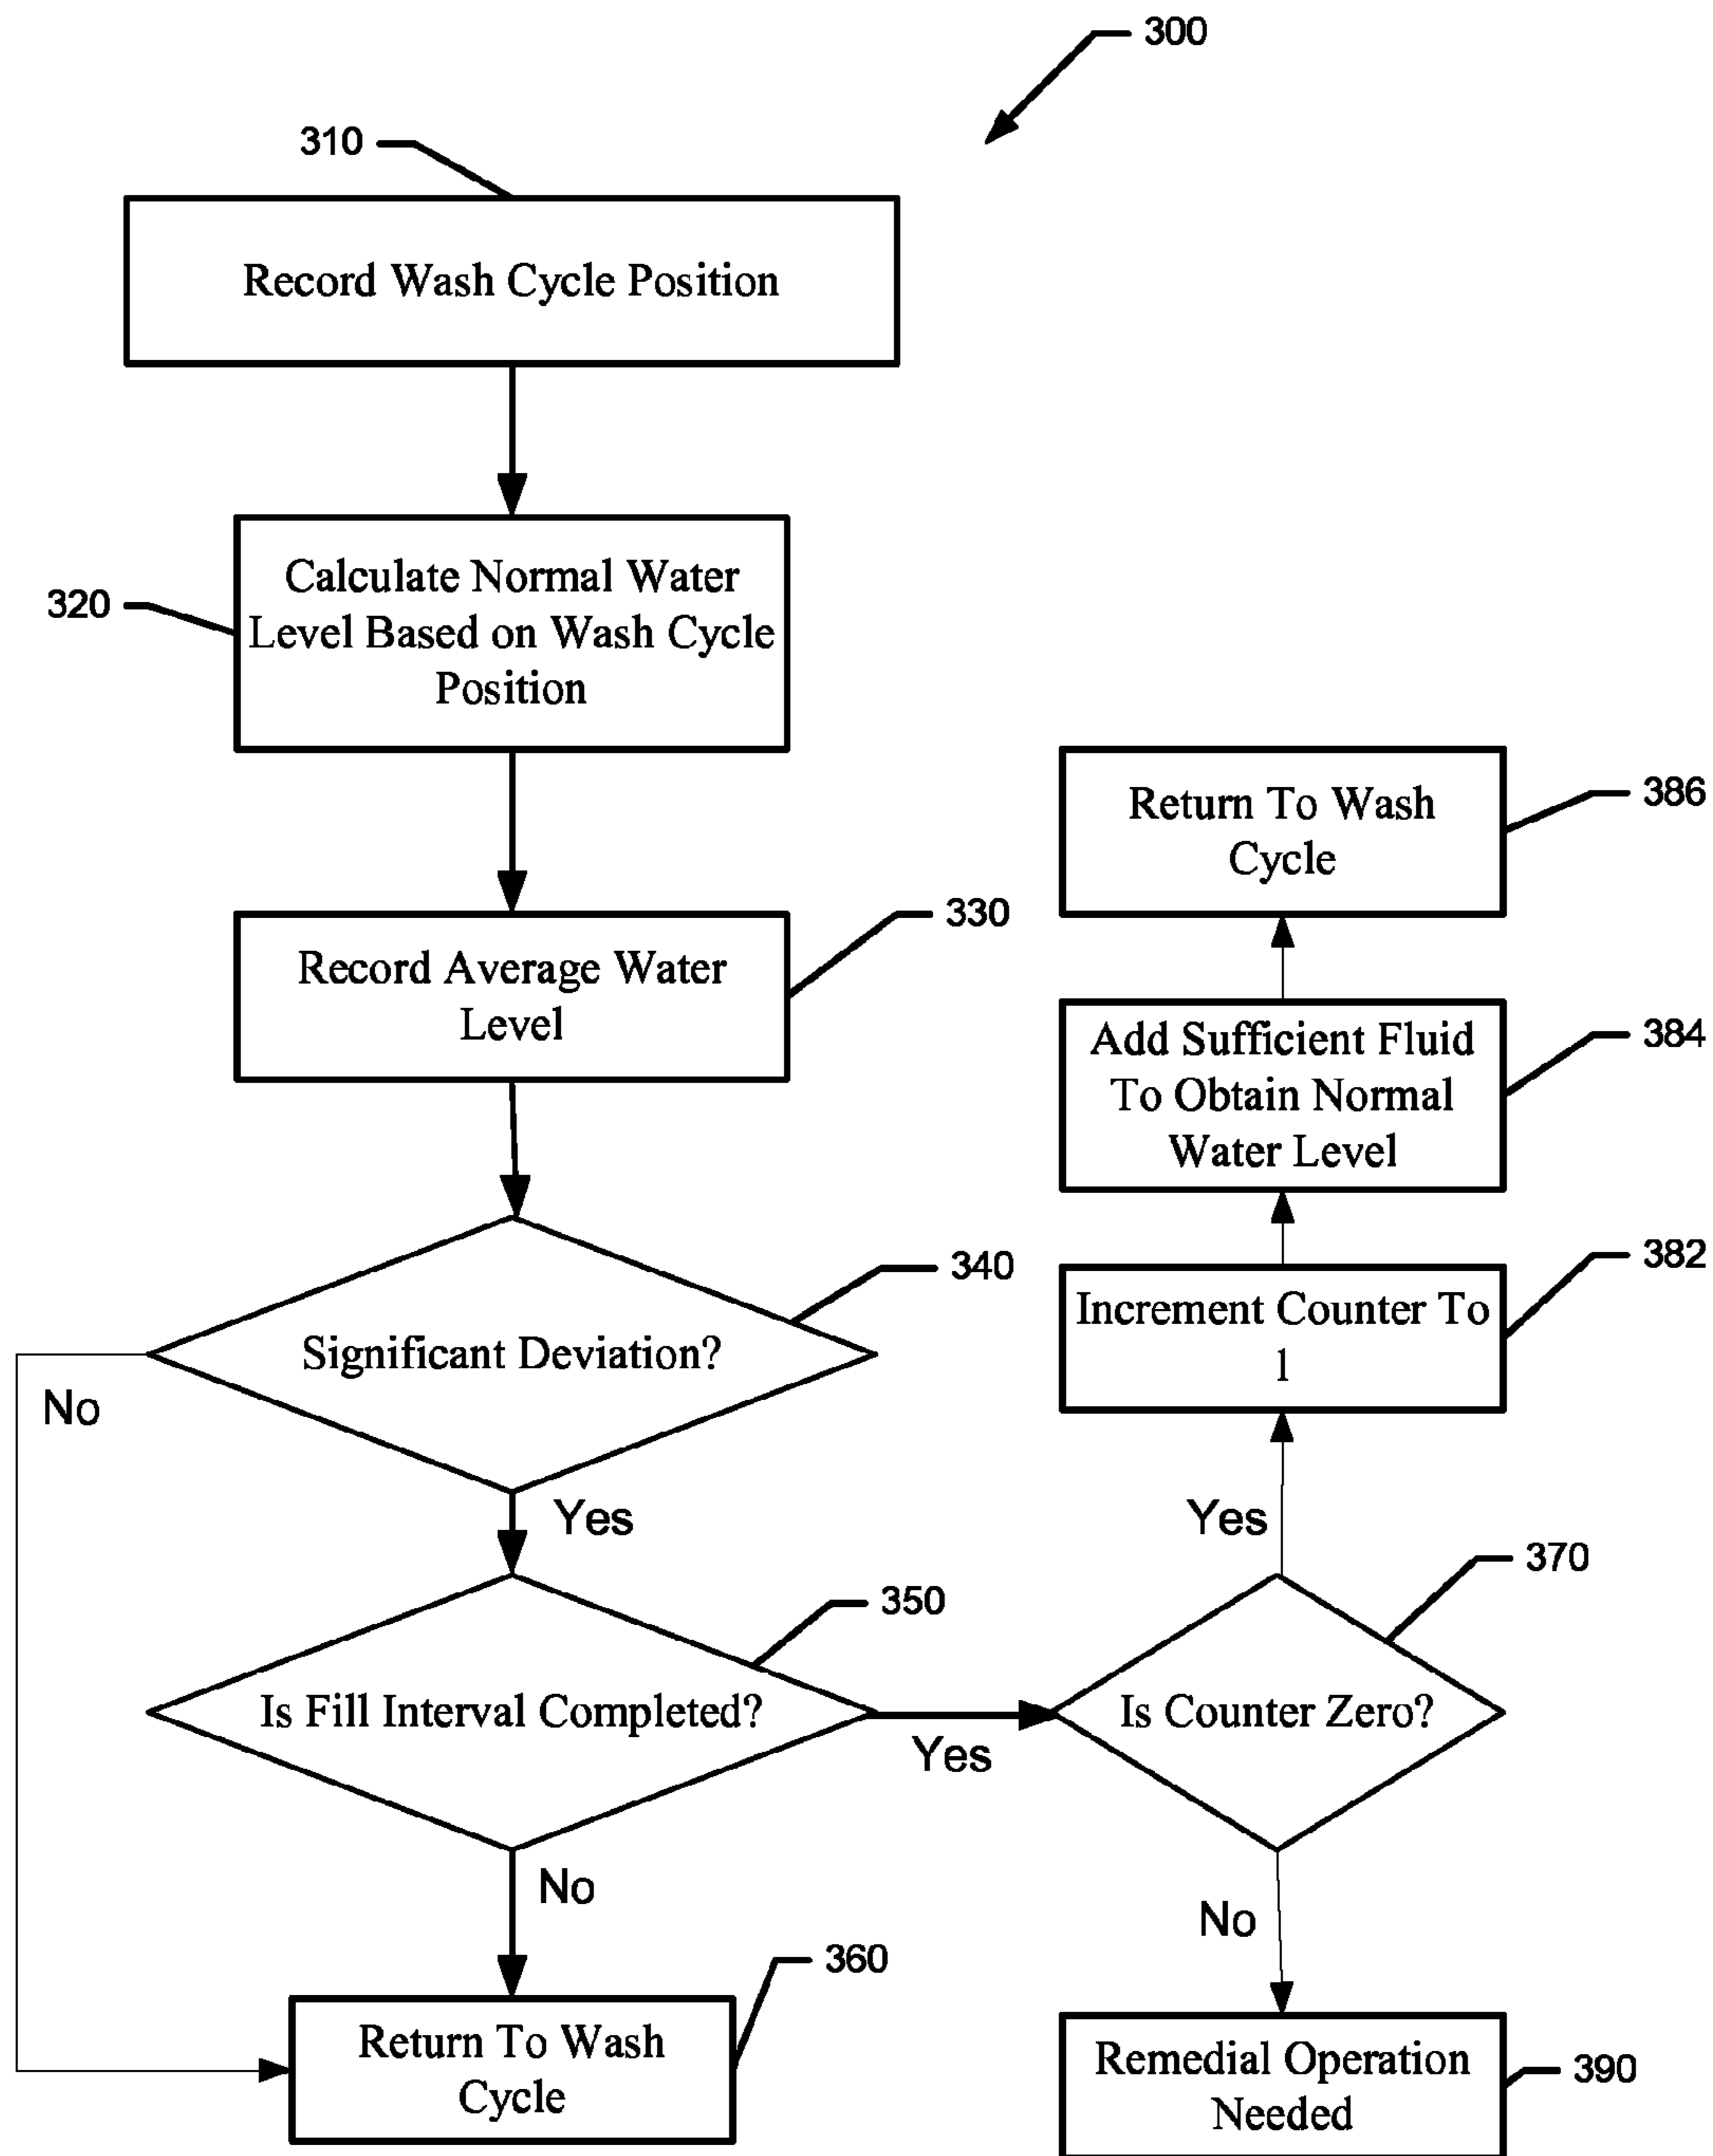 300
310
Record Wash Cycle Position
320
Calculate Normal Water
Level Based on Wash Cycle
Position
330
Record Average Water
Level
340
Significant Deviation?
No
Yes
350
Is Fill Interval Completed?
Yes
No
360
Return To Wash
Cycle
370
Is Counter Zero?
Yes
No
382
Increment Counter To
1
384
Add Sufficient Fluid
To Obtain Normal
Water Level
386
Return To Wash
Cycle
390
Remedial Operation
Needed